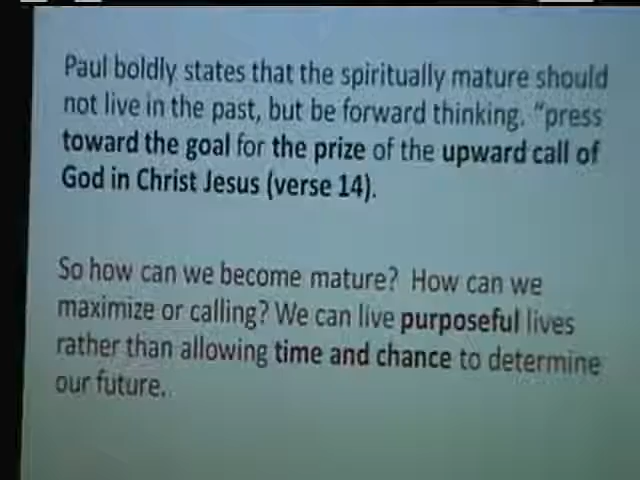 Paul boldly states that the spiritually mature should
not live in the past, but be forward thinking. “press
toward the goal for the prize of the upward call of
God in Christ Jesus (verse 14).
So how can we become mature? How can we
maximize or calling? We can live purposeful lives
rather than allowing time and chance to determine
our future.